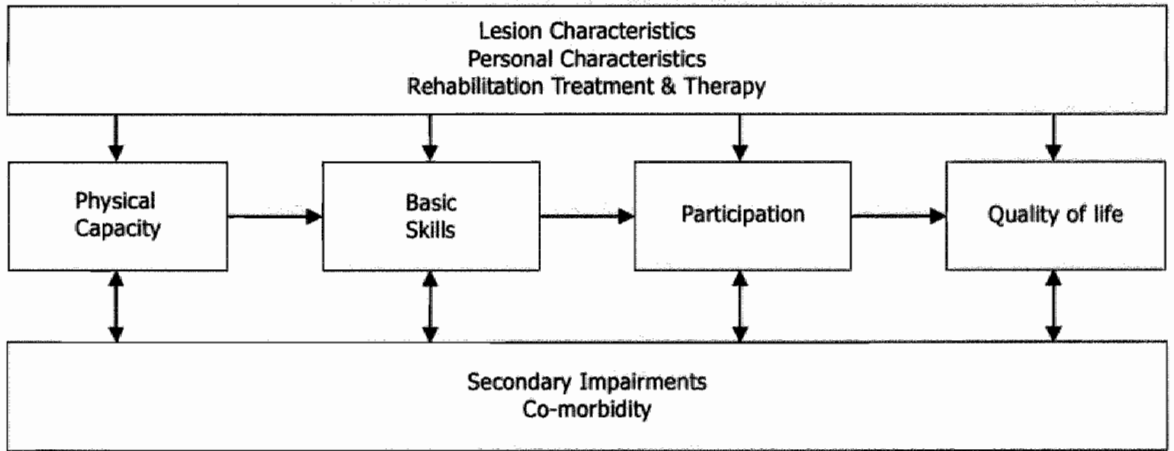 Lesion Characteristics
Personal Characteristics
Rehabilitation Treatment & Therapy
Physical
Capacity
Basic
Skills
Participation
Quality of life
Secondary Impairments
Co-morbidity